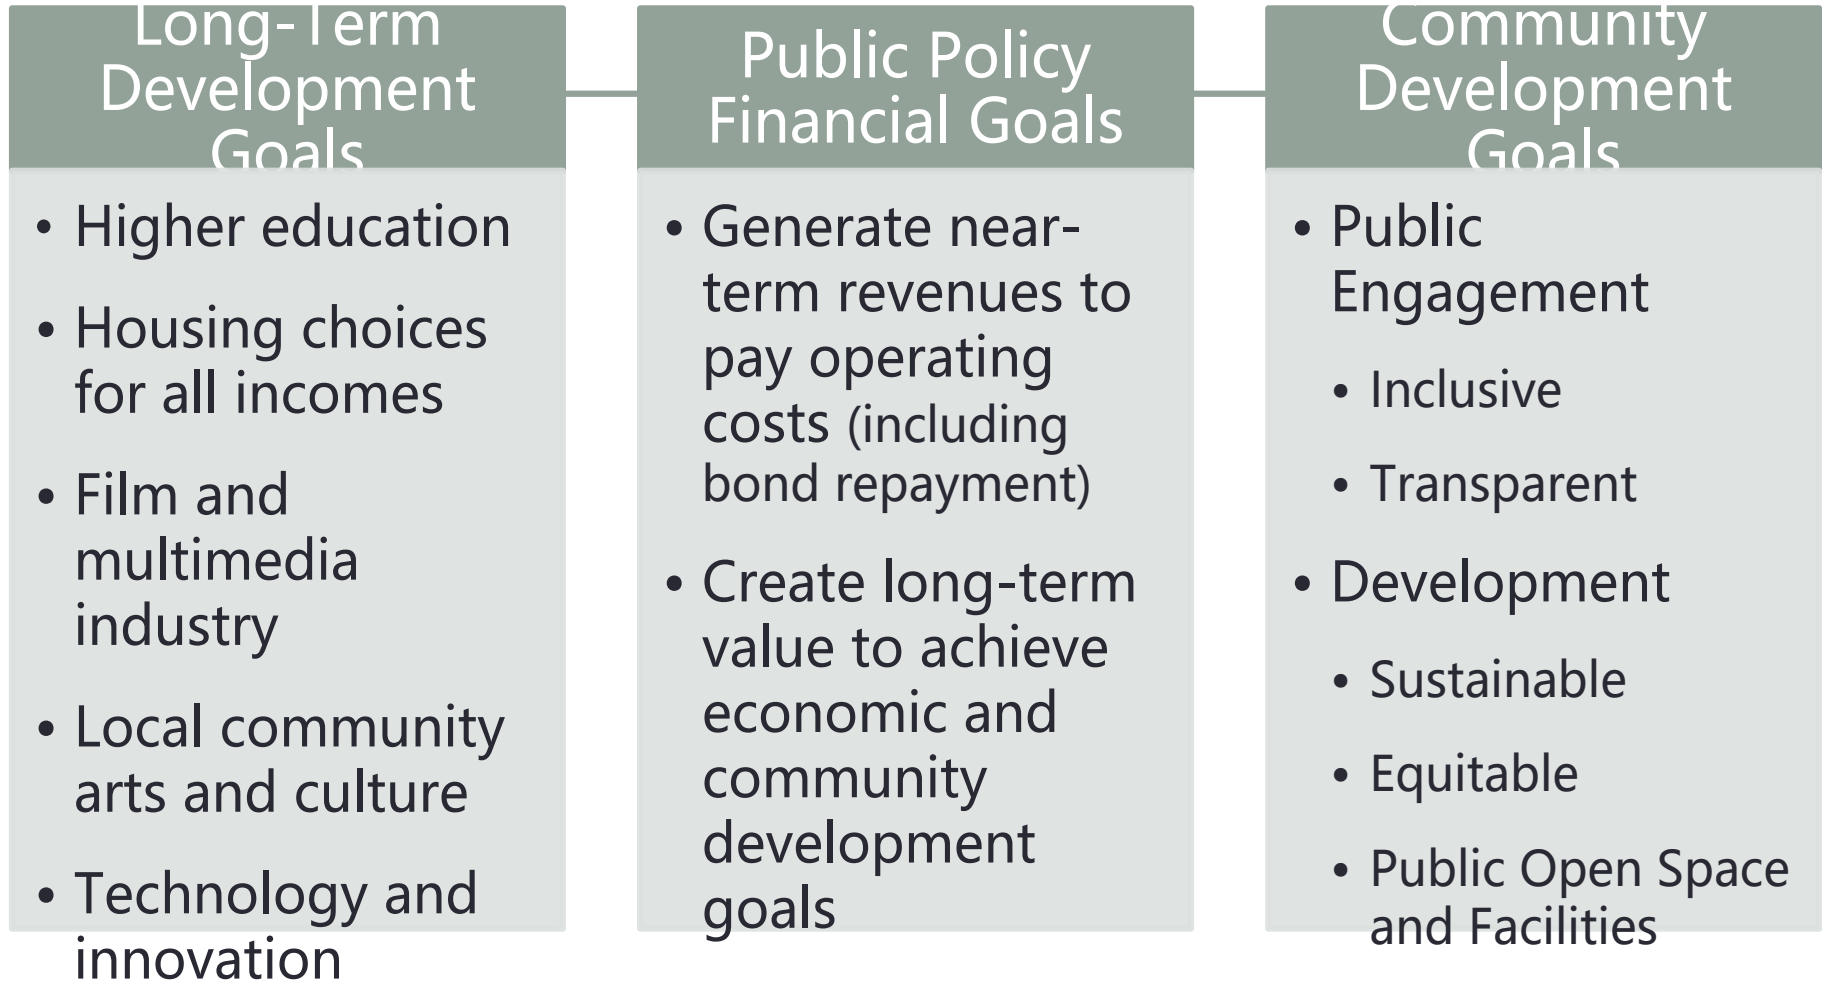 Long-Term
Development
Goals
• Higher education
• Housing choices
for all incomes
• Film and
multimedia
industry
• Local community
arts and culture
• Technology and
innovation
Public Policy
Financial Goals
• Generate near-
term revenues to
pay operating
costs (including
bond repayment)
• Create long-term
value to achieve
economic and
community
development
goals
Community
Development
Goals
• Public
Engagement
• Inclusive
• Transparent
• Development
• Sustainable
• Equitable
• Public Open Space
and Facilities